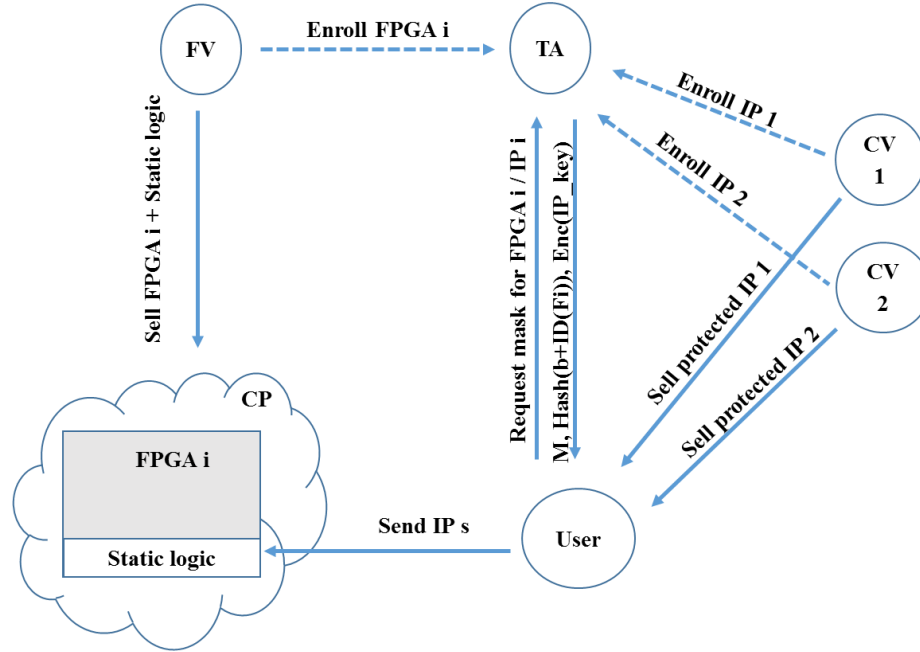 Enroll FPGA i
FV
TA
Enroll IP 1
CV
1
Enroll IP 2
CV
2
Sell FPGA i + Static logic
Request mask for FPGA i / IP i
M, Hash(b+ID(Fi)), Enc(IP_key)
Sell protected IP 1
Sell protected IP 2
CP
FPGA i
Static logic
Send IP s
User